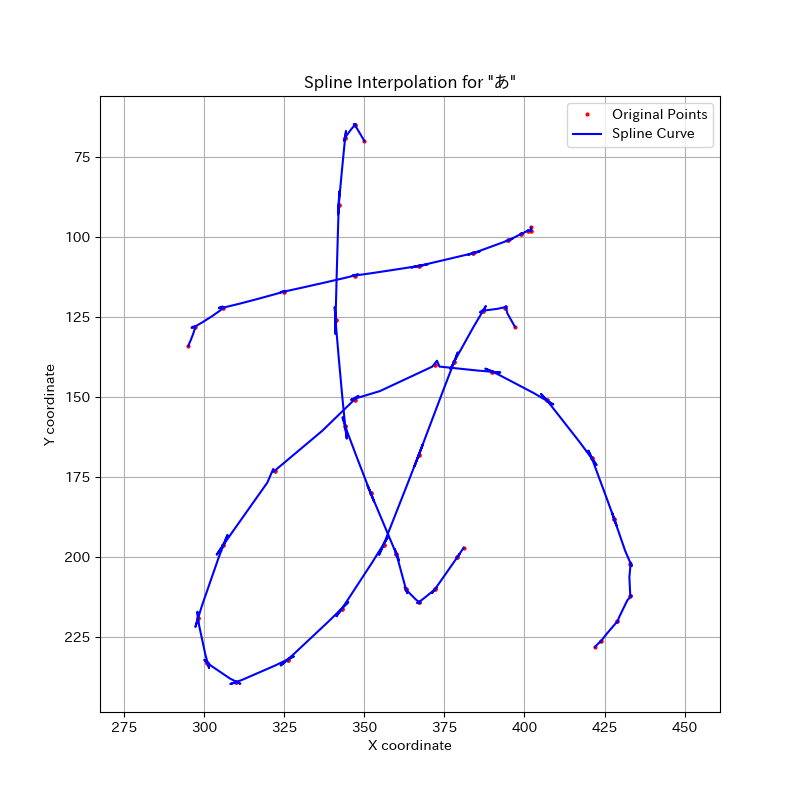 Spline Interpolation for "あ"
Original Points
Spline Curve
75
100
125
150
175
200
225
Y coordinate
275 300 325 350 375 400 425 450
X coordinate